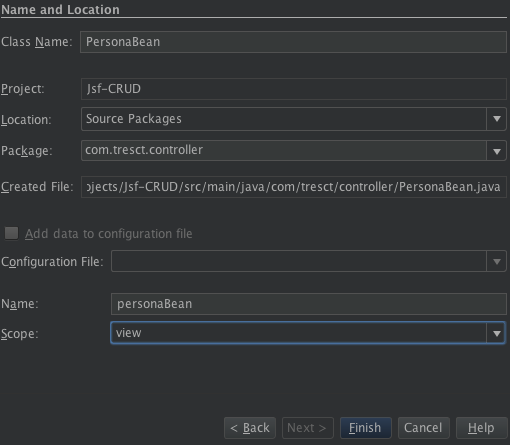 Name and Location
Class Name: PersonaBean
Project: Jsf-CRUD
Location: Source Packages
Package: com.tresct.controller
Created File: ojects/Jsf-CRUD/src/main/java/com/tresct/controller/PersonaBean.java
Add data to configuration file
Configuration File:
Name: personaBean
Scope: view
< Back Next > Finish Cancel Help